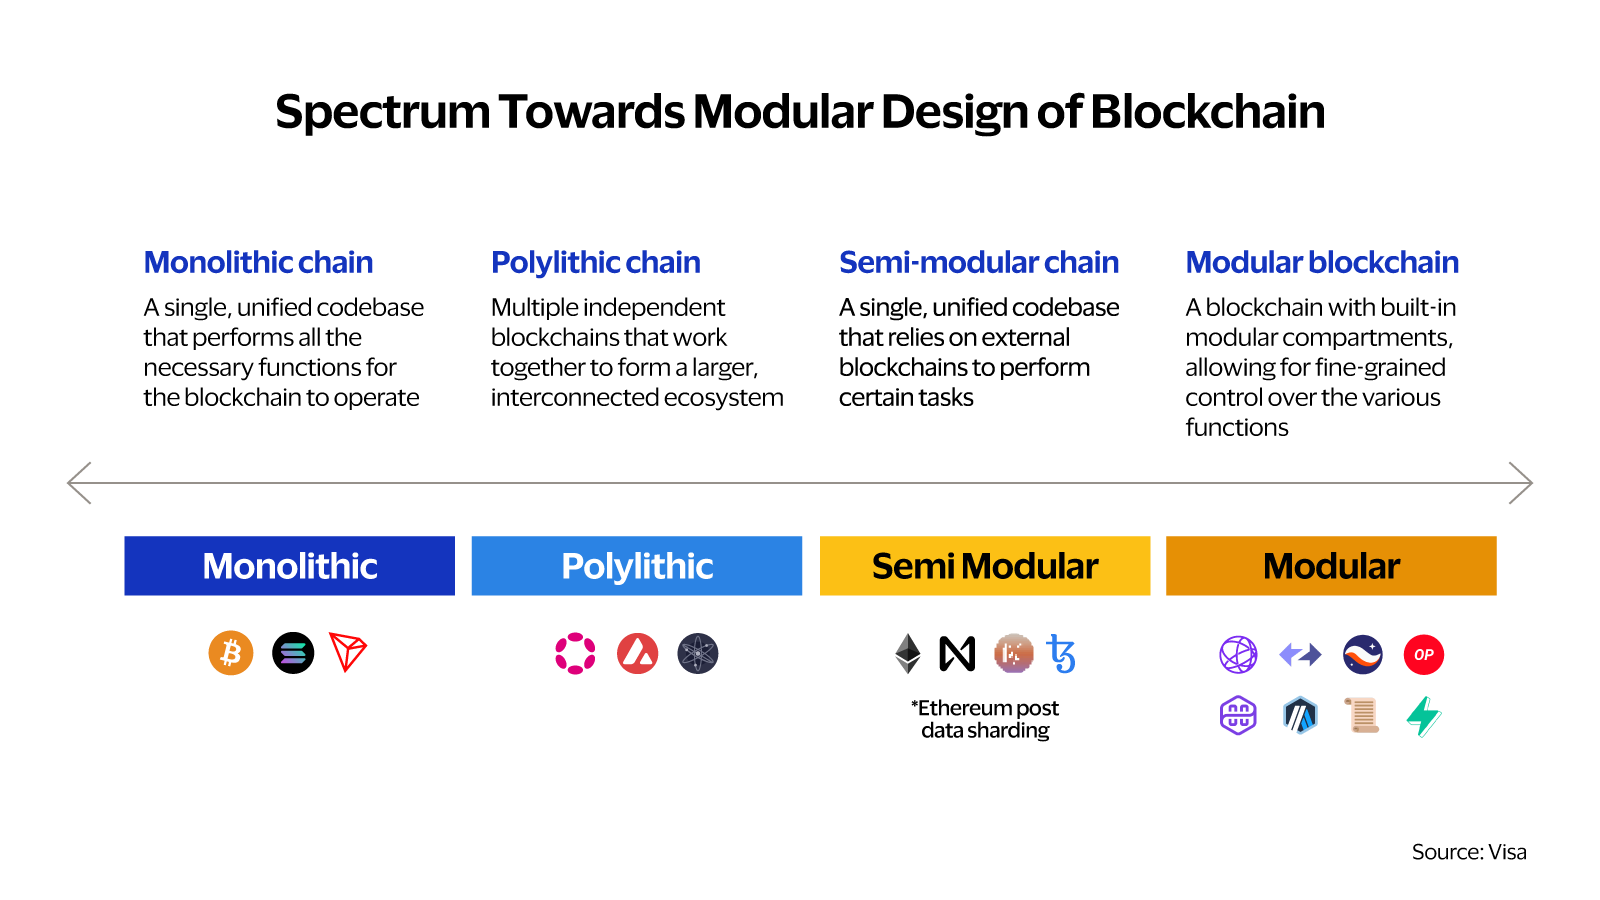 Spectrum Towards Modular Design of Blockchain
Monolithic chain
A single, unified codebase
that performs all the
necessary functions for
the blockchain to operate
Polylithic chain
Multiple independent
blockchains that work
together to form a larger,
interconnected ecosystem
Semi-modular chain
A single, unified codebase
that relies on external
blockchains to perform
certain tasks
Modular blockchain
A blockchain with built-in
modular compartments,
allowing for fine-grained
control over the various
functions
Monolithic
Polylithic
Semi Modular
Modular
OP
*Ethereum post
data sharding
Source: Visa